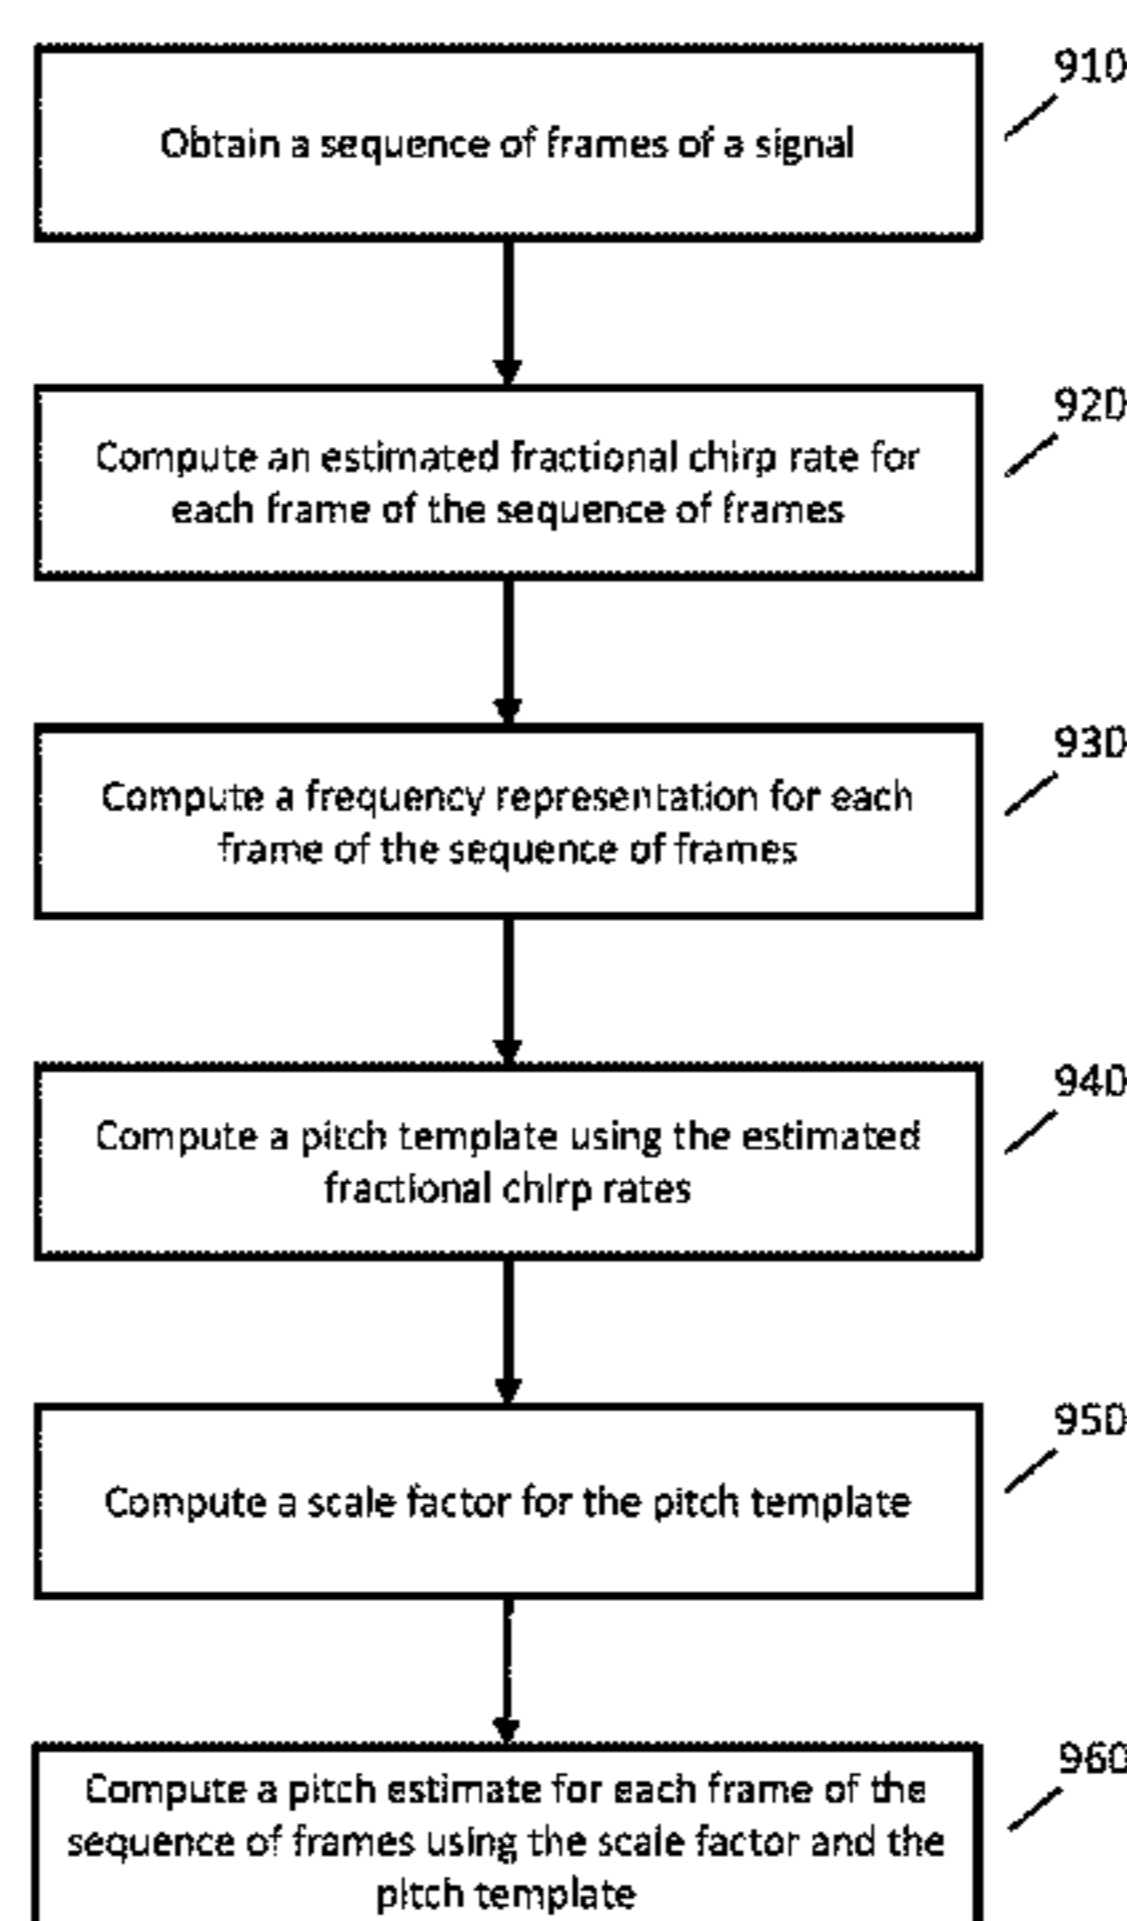 910
Obtain a sequence of frames of a signal
920
Compute an estimated fractional chirp rate for
each frame of the sequence of frames
930
Compute a frequency representation for each
frame of the sequence of frames
940
Compute a pitch template using the estimated
fractional chirp rates
950
Compute a scale factor for the pitch template
960
Compute a pitch estimate for each frame of the
sequence of frames using the scale factor and the
pitch template